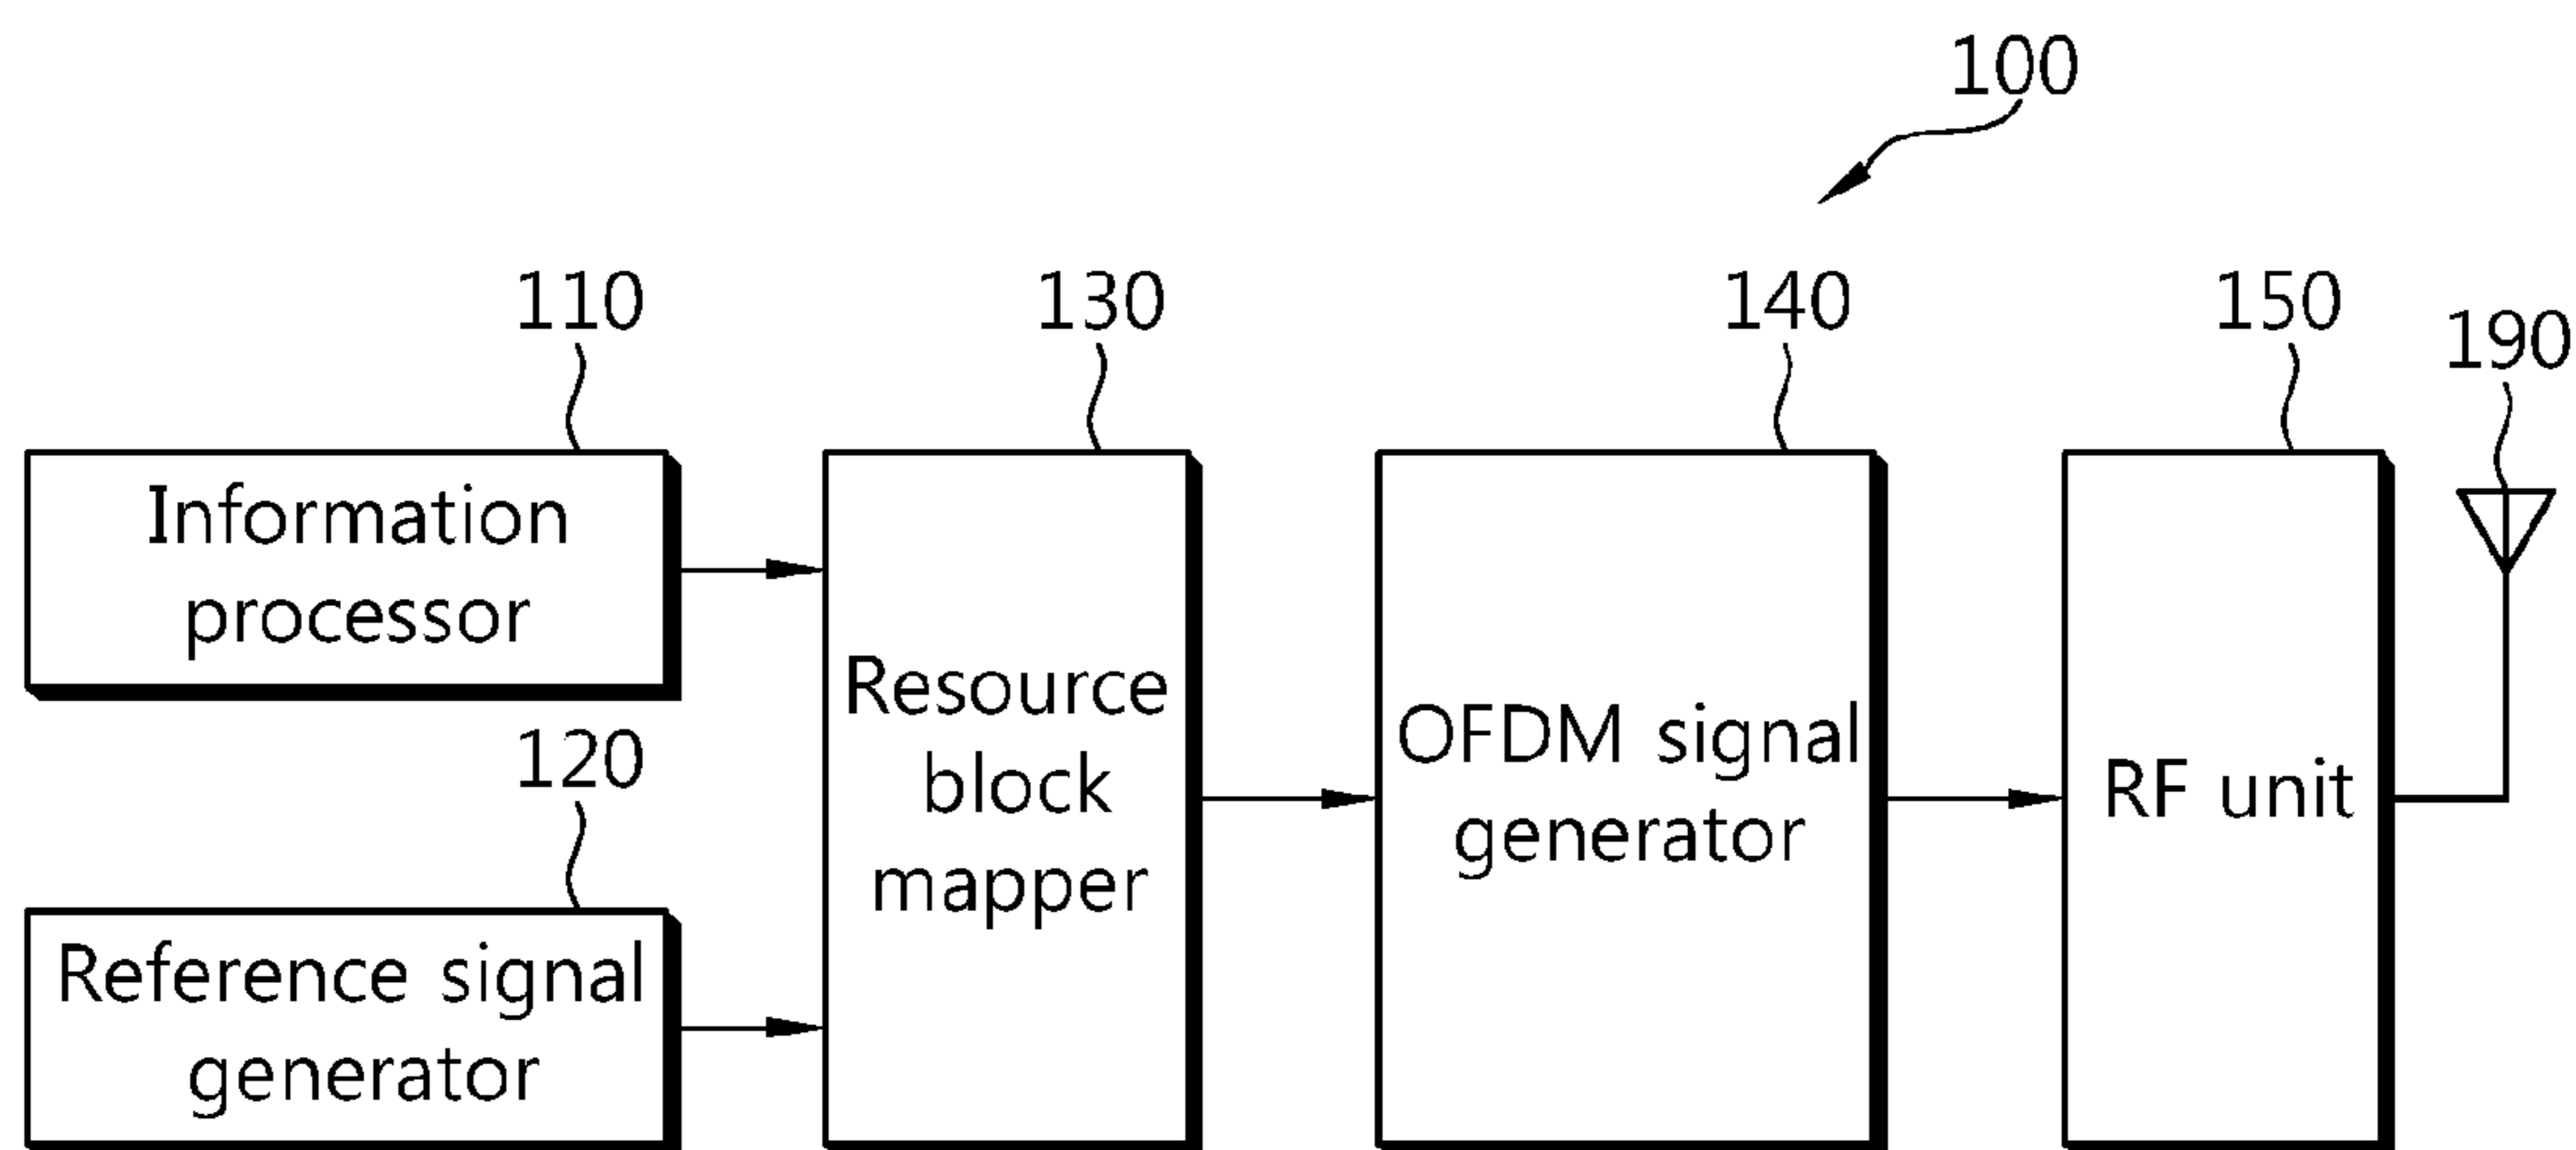 100
110
130
140
150
190
Information
processor
Resource
block
mapper
OFDM signal
generator
RF unit
120
Reference signal
generator